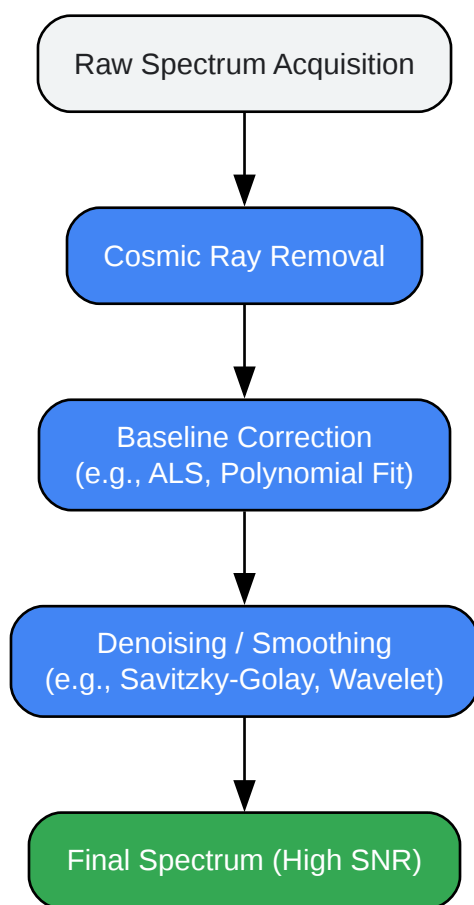 Raw Spectrum Acquisition
Cosmic Ray Removal
Baseline Correction
(e.g., ALS, Polynomial Fit)
Denoising / Smoothing
(e.g., Savitzky-Golay, Wavelet)
Final Spectrum (High SNR)